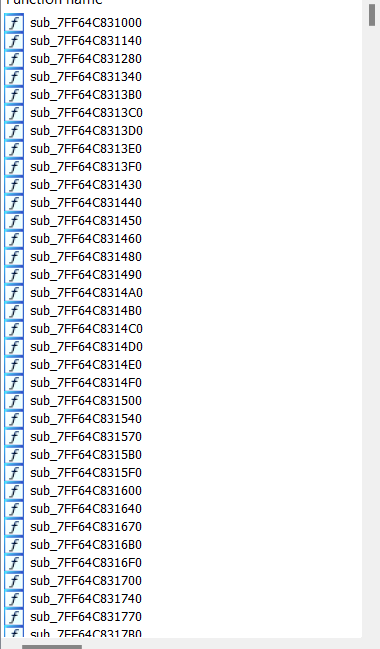 Function name
sub_7FF64C831000
sub_7FF64C831140
sub_7FF64C831280
sub_7FF64C831340
sub_7FF64C8313B0
sub_7FF64C8313C0
sub_7FF64C8313D0
sub_7FF64C8313E0
sub_7FF64C8313F0
sub_7FF64C831430
sub_7FF64C831440
sub_7FF64C831450
sub_7FF64C831460
sub_7FF64C831480
sub_7FF64C831490
sub_7FF64C8314A0
sub_7FF64C8314B0
sub_7FF64C8314C0
sub_7FF64C8314D0
sub_7FF64C8314E0
sub_7FF64C8314F0
sub_7FF64C831500
sub_7FF64C831540
sub_7FF64C831570
sub_7FF64C8315B0
sub_7FF64C8315F0
sub_7FF64C831600
sub_7FF64C831640
sub_7FF64C831670
sub_7FF64C8316B0
sub_7FF64C8316F0
sub_7FF64C831700
sub_7FF64C831740
sub_7FF64C831770
sub_7FF64C8317B0